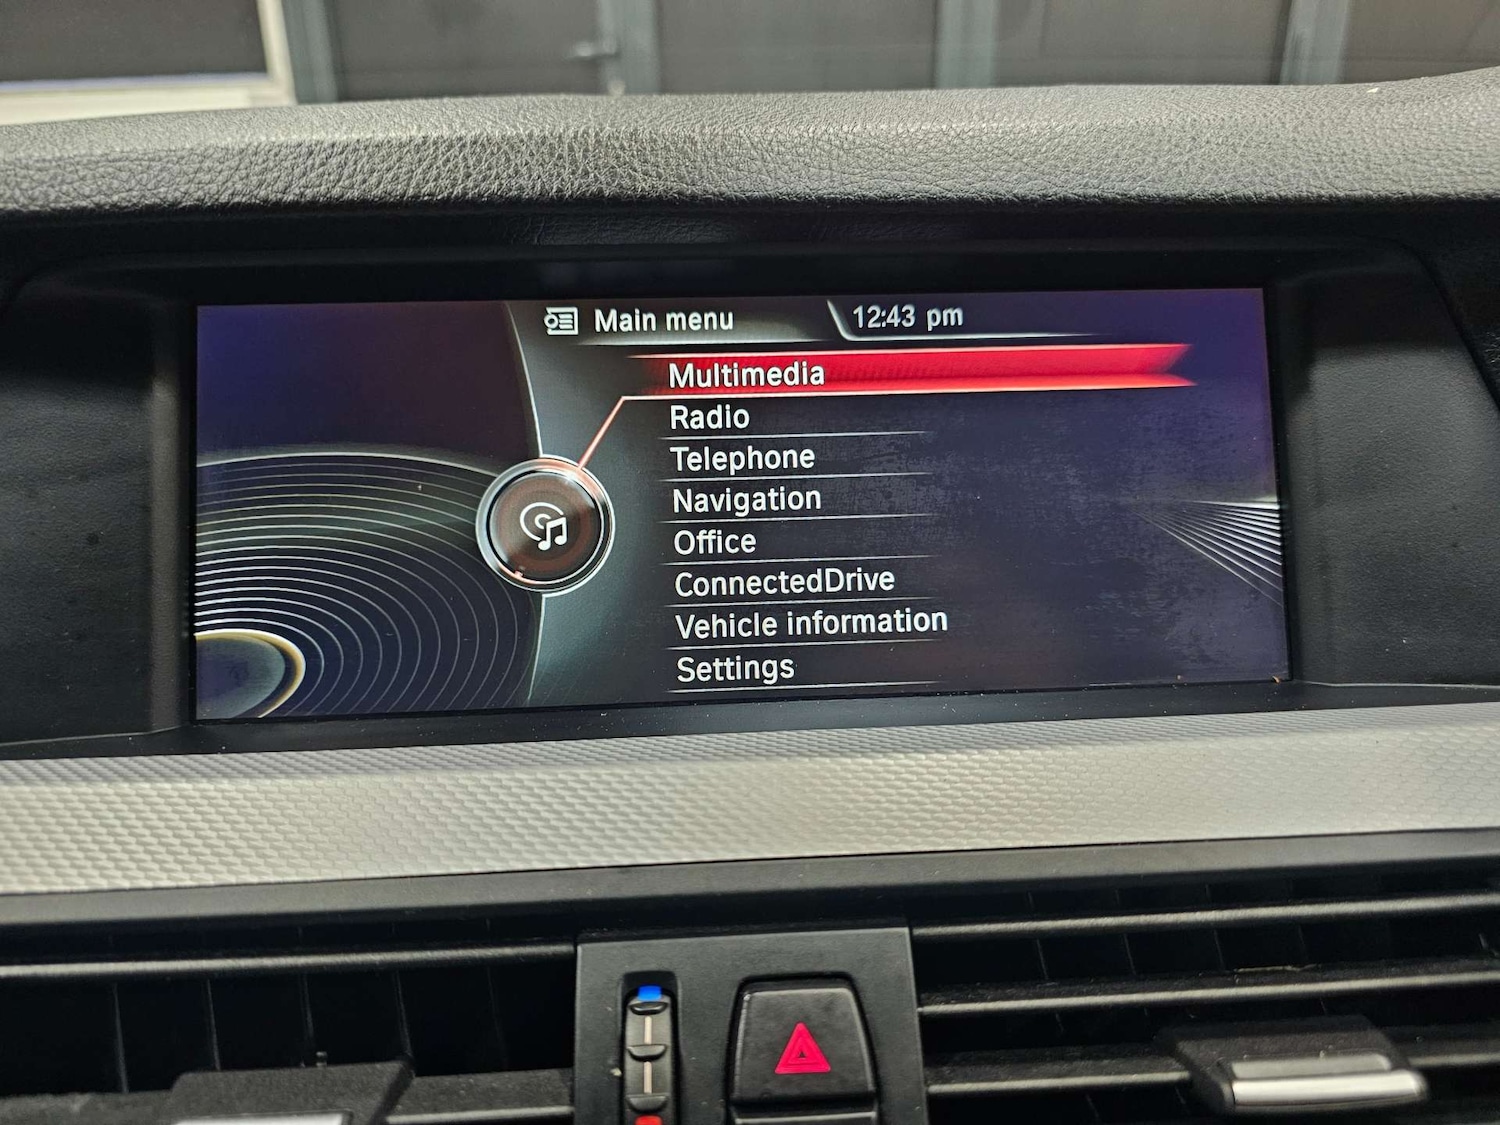 Main menu
12:43 pm
Multimedia
Radio
Telephone
Navigation
Office
ConnectedDrive
Vehicle information
Settings